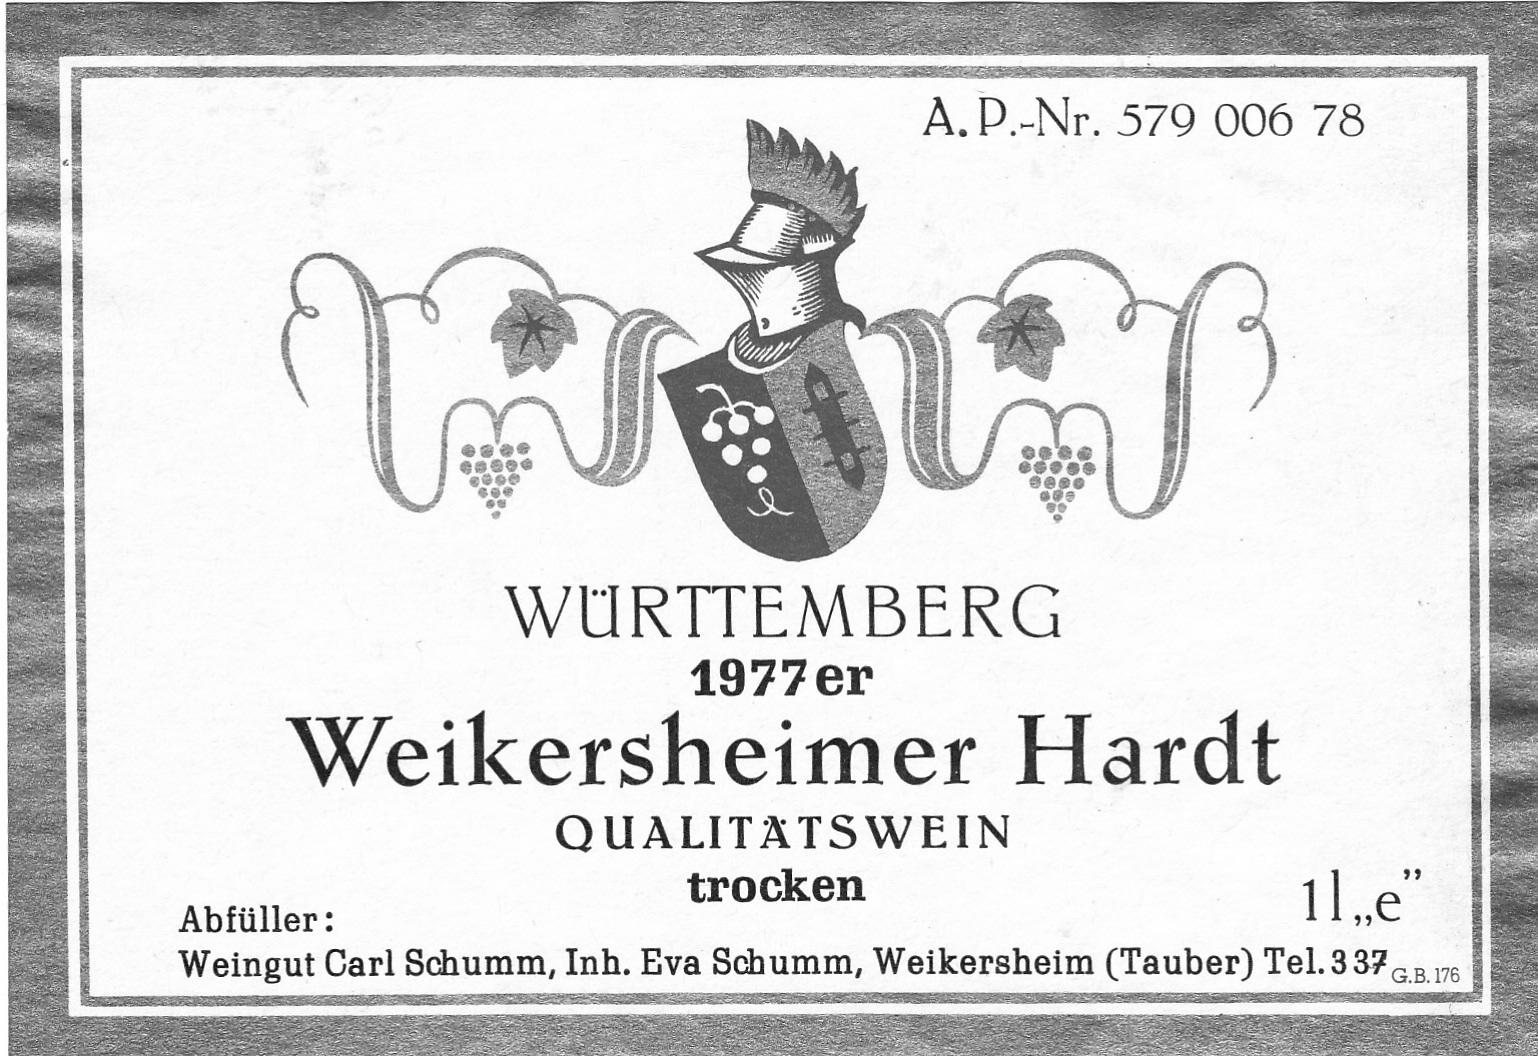 A.P.-Nr. 579 006 78
WÜRTTEMBERG
1977er
Weikersheimer Hardt
QUALITÄTSWEIN
trocken
1 l „e”
Abfüller:
Weingut Carl Schumm, Inh. Eva Schumm, Weikersheim (Tauber) Tel. 337
G.B. 176